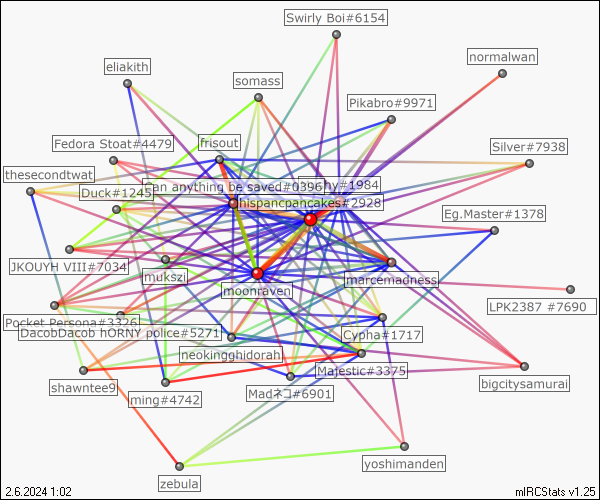 Swirly Boi#6154
normalwan
eliakith
somass
Pikabro#9971
frisout
Fedora Stoat#4479
Silver#7938
thesecondtwat
Can anything be saved#0396
hy#1984
Duck#1245
hispancpancakes#2928
Eg.Master#1378
JKOUYH VIII#7034
mukszi
moonraven
marcemadness
LPK2387 #7690
Pocket Persona#3326
DacobDacob hORNY police#5271
Cypha#1717
neokingghidorah
Majestic#3375
shawntee9
ming#4742
Madネコ#6901
bigcitysamurai
yoshimanden
zebula
2.6.2024 1:02
mIRCStats v1.25